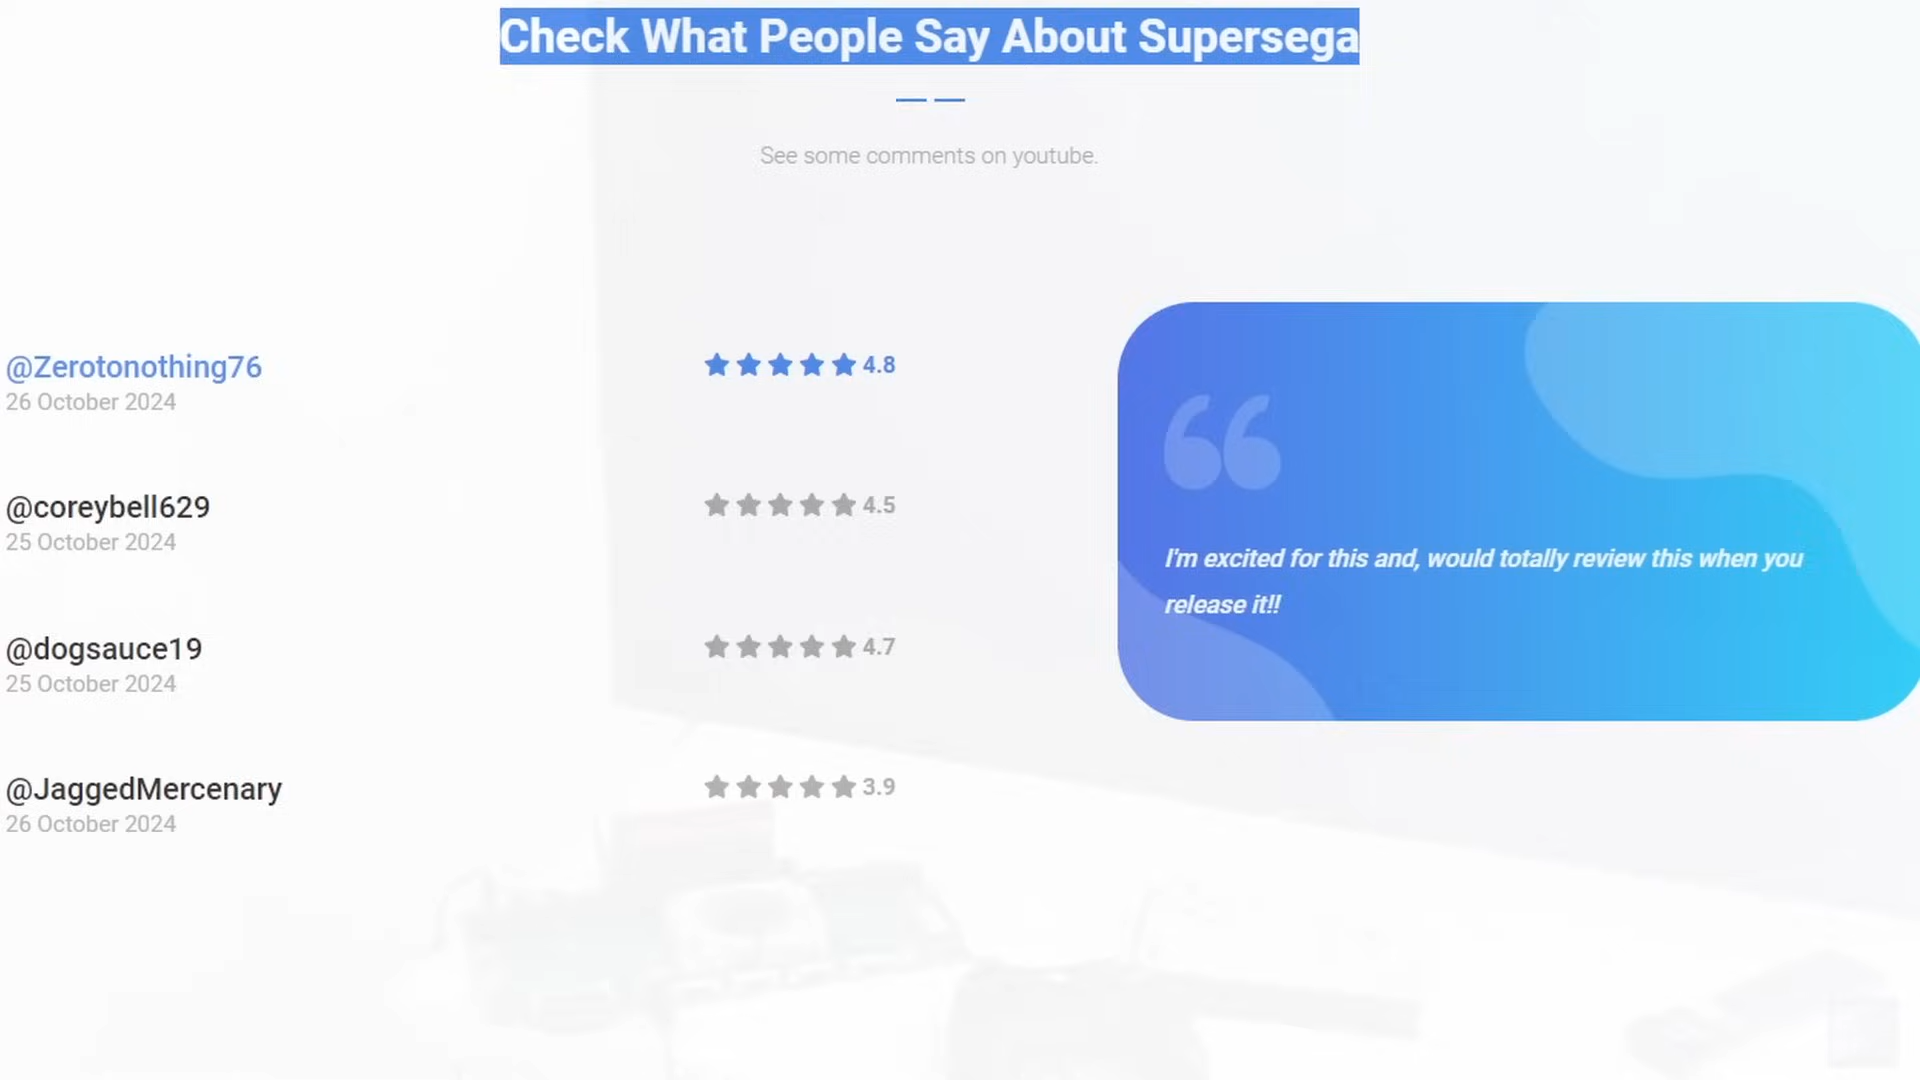 Check What People Say About Supersega
See some comments on youtube.
@Zerotonothing76
4.8
26 October 2024
@coreybell629
4.5
25 October 2024
@dogsauce19
4.7
25 October 2024
@JaggedMercenary
3.9
26 October 2024
“
I'm excited for this and, would totally review this when you
release it!!